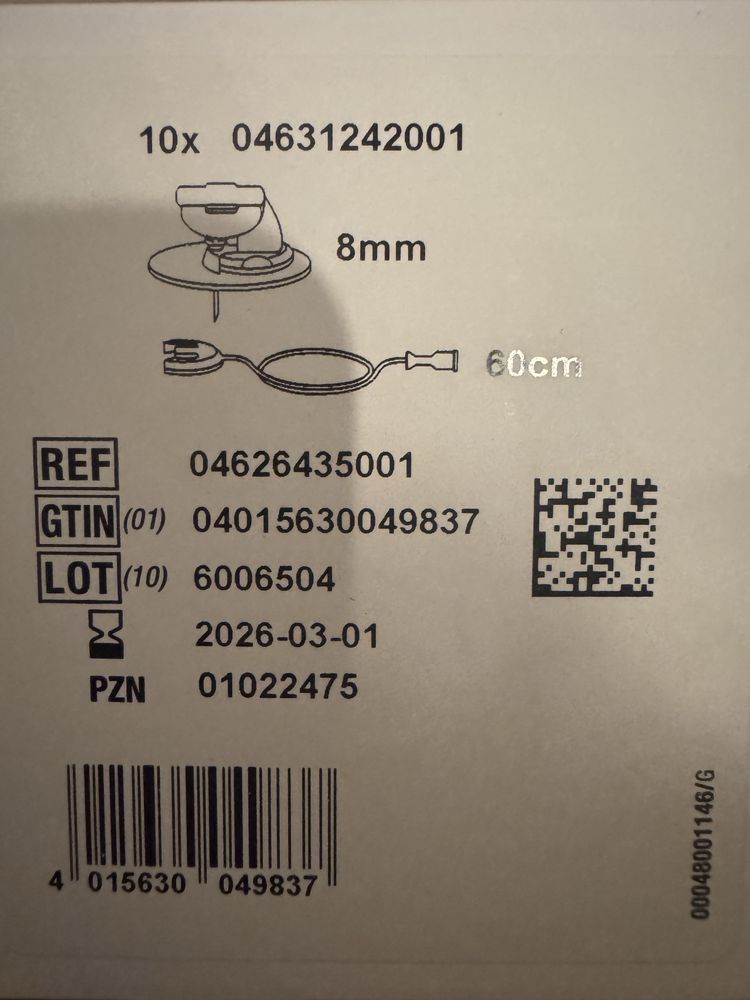 10x 04631242001
8mm
60cm
REF 04626435001
GTIN (01) 04015630049837
LOT (10) 6006504
2026-03-01
PZN 01022475
4 015630 049837
00048001146/G